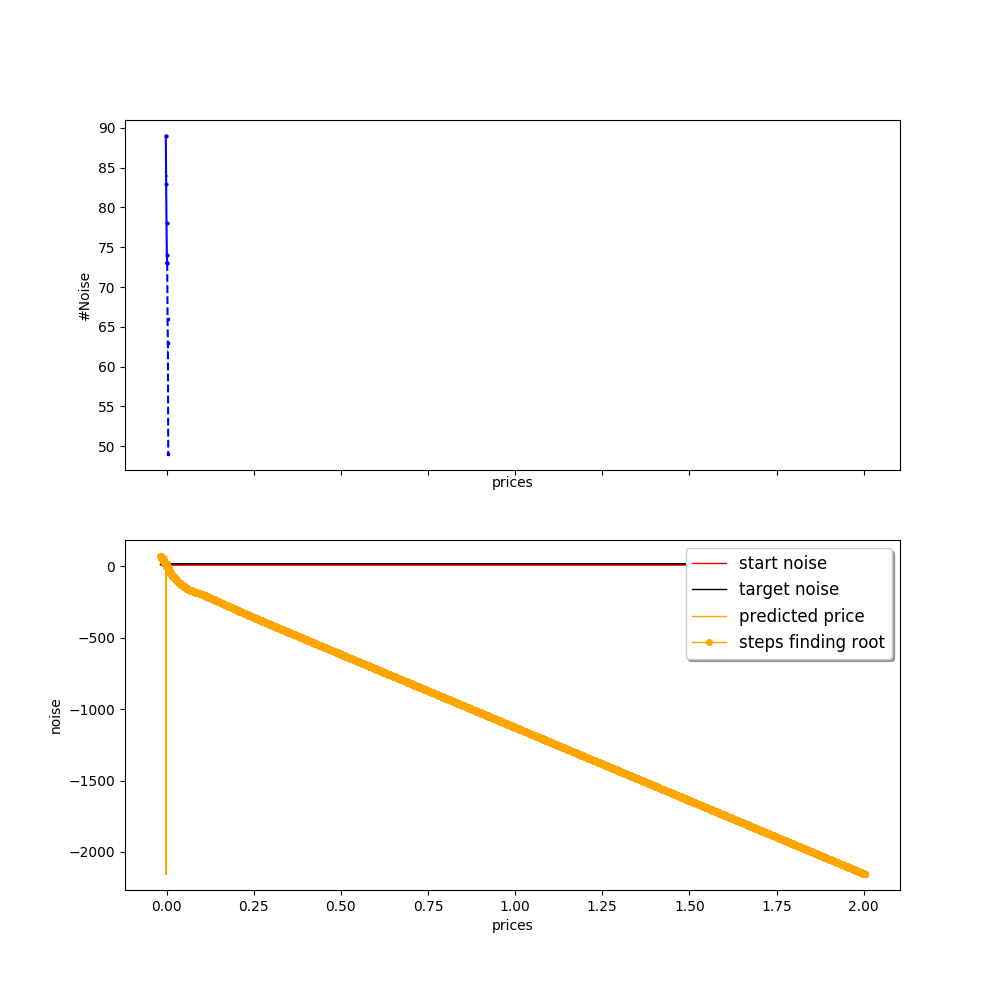 90
85
80
75
70
65
60
55
50
#Noise
prices
0
−500
−1000
−1500
−2000
noise
start noise
target noise
predicted price
steps finding root
0.00 0.25 0.50 0.75 1.00 1.25 1.50 1.75 2.00
prices